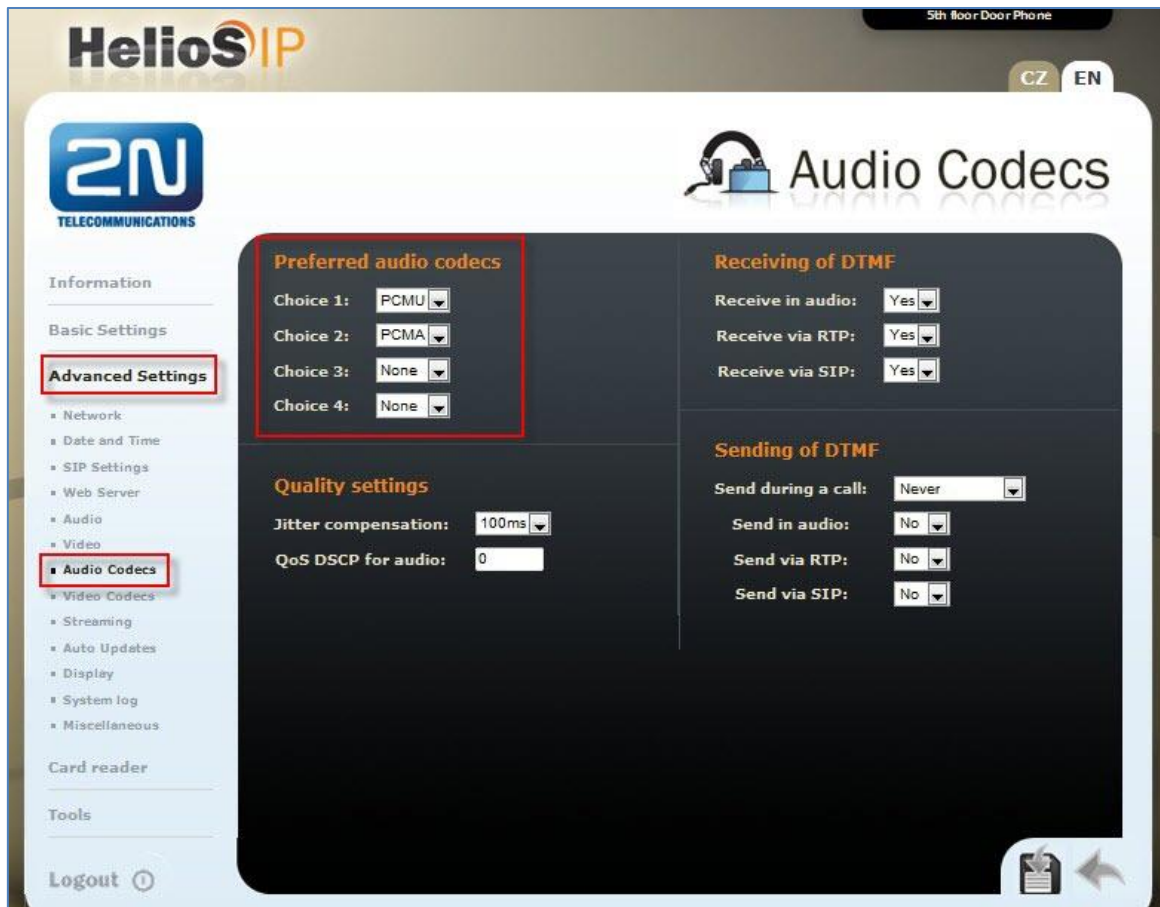 5th floor Door Phone
HelioS IP
CZ EN
2N
TELECOMMUNICATIONS
Audio Codecs
Information
Basic Settings
Advanced Settings
Network
Date and Time
SIP Settings
Web Server
Audio
Video
Audio Codecs
Video Codecs
Streaming
Auto Updates
Display
System log
Miscellaneous
Card reader
Tools
Logout
Preferred audio codecs
Choice 1: PCMU
Choice 2: PCMA
Choice 3: None
Choice 4: None
Quality settings
Jitter compensation: 100ms
QoS DSCP for audio: 0
Receiving of DTMF
Receive in audio: Yes
Receive via RTP: Yes
Receive via SIP: Yes
Sending of DTMF
Send during a call: Never
Send in audio: No
Send via RTP: No
Send via SIP: No